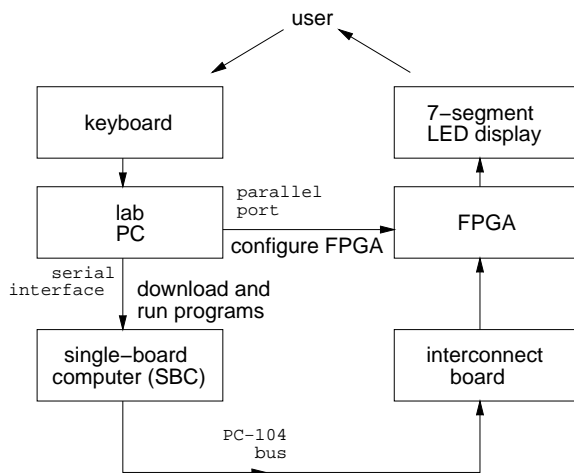 user
keyboard
7−segment
LED display
lab
PC
parallel
port
configure FPGA
FPGA
serial
interface
download and
run programs
single−board
computer (SBC)
interconnect
board
PC−104
bus